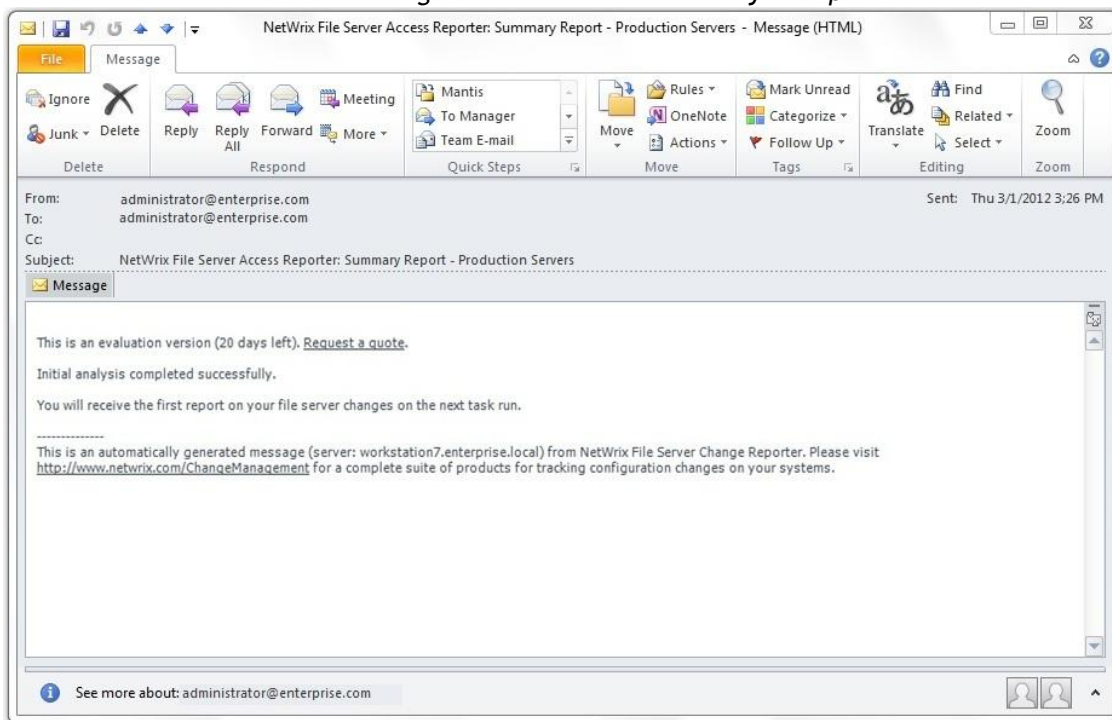 NetWrix File Server Access Reporter: Summary Report - Production Servers - Message (HTML)
File Message
Ignore
Junk
Delete
Reply
Reply All
Forward
Meeting
More
Mantis
To Manager
Team E-mail
Move
Rules
OneNote
Actions
Mark Unread
Categorize
Follow Up
Translate
Find
Related
Select
Zoom
Delete Respond Quick Steps Move Tags Editing Zoom
From: administrator@enterprise.com Sent: Thu 3/1/2012 3;26 PM
To: administrator@enterprise.com
Cc:
Subject: NetWrix File Server Access Reporter: Summary Report - Production Servers
Message
This is an evaluation version (20 days left). Request a quote.
Initial analysis completed successfully.
You will receive the first report on your file server changes on the next task run.
--------------
This is an automatically generated message (server: workstation7.enterprise.local) from NetWrix File Server Change Reporter. Please visit
http://www.netwrix.com/ChangeManagement for a complete suite of products for tracking configuration changes on your systems.
See more about: administrator@enterprise.com